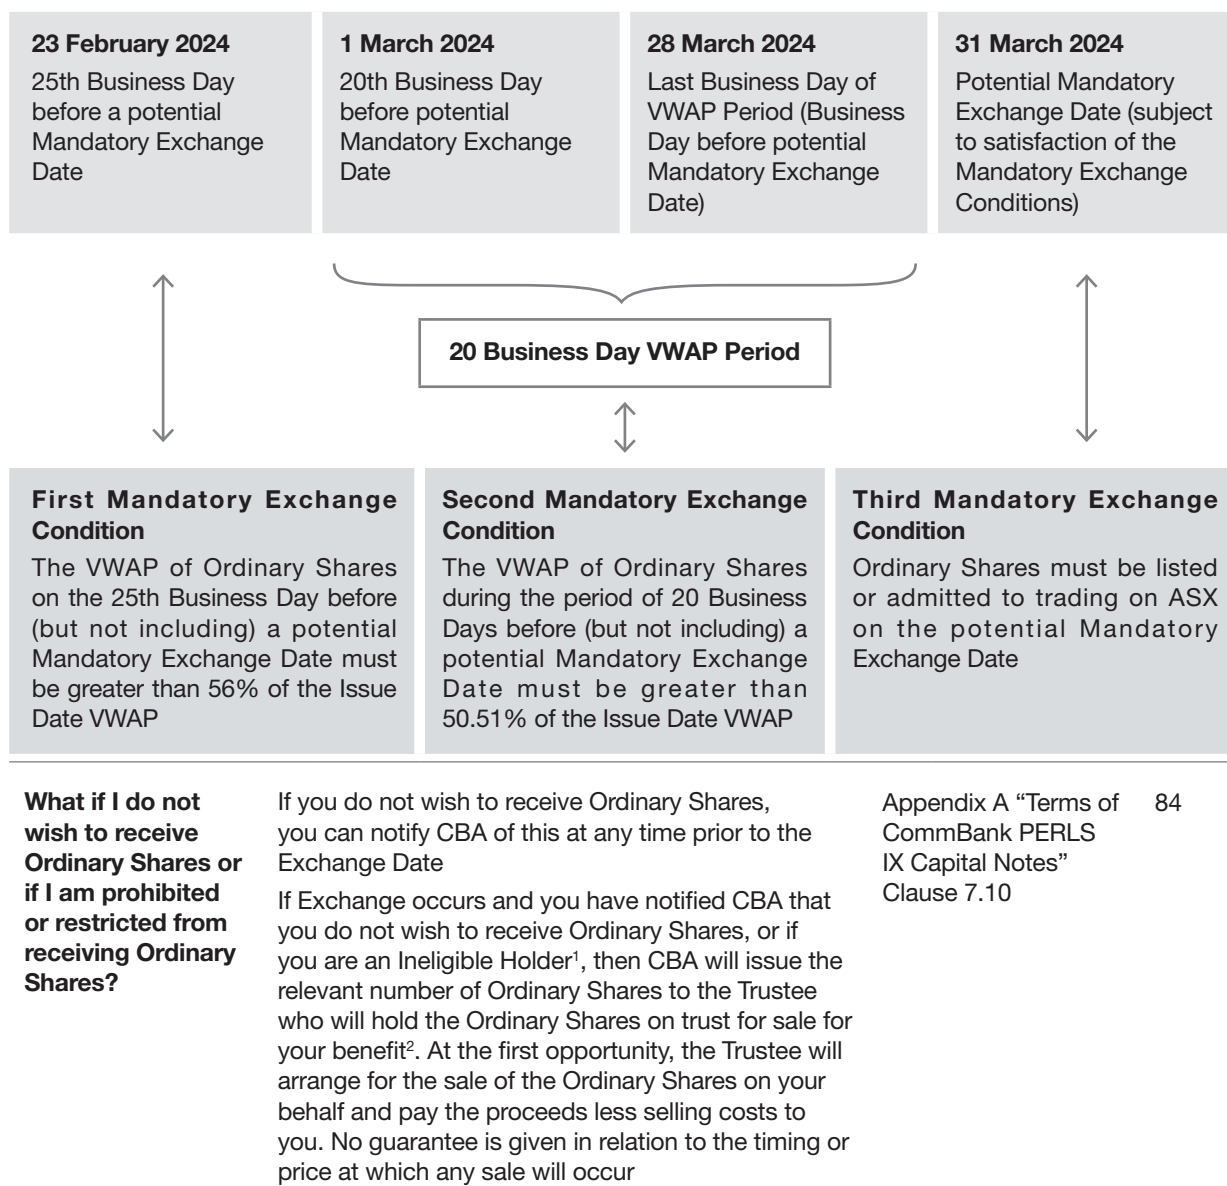 23 February 2024
25th Business Day
before a potential
Mandatory Exchange
Date
1 March 2024
20th Business Day
before potential
Mandatory Exchange
Date
28 March 2024
Last Business Day of
VWAP Period (Business
Day before potential
Mandatory Exchange
Date)
31 March 2024
Potential Mandatory
Exchange Date (subject
to satisfaction of the
Mandatory Exchange
Conditions)
20 Business Day VWAP Period
First Mandatory Exchange
Condition
The VWAP of Ordinary Shares
on the 25th Business Day before
(but not including) a potential
Mandatory Exchange Date must
be greater than 56% of the Issue
Date VWAP
Second Mandatory Exchange
Condition
The VWAP of Ordinary Shares
during the period of 20 Business
Days before (but not including) a
potential Mandatory Exchange
Date must be greater than
50.51% of the Issue Date VWAP
Third Mandatory Exchange
Condition
Ordinary Shares must be listed
or admitted to trading on ASX
on the potential Mandatory
Exchange Date
What if I do not
wish to receive
Ordinary Shares or
if I am prohibited
or restricted from
receiving Ordinary
Shares?
If you do not wish to receive Ordinary Shares,
you can notify CBA of this at any time prior to the
Exchange Date
If Exchange occurs and you have notified CBA that
you do not wish to receive Ordinary Shares, or if
you are an Ineligible Holder¹, then CBA will issue the
relevant number of Ordinary Shares to the Trustee
who will hold the Ordinary Shares on trust for sale for
your benefit². At the first opportunity, the Trustee will
arrange for the sale of the Ordinary Shares on your
behalf and pay the proceeds less selling costs to
you. No guarantee is given in relation to the timing or
price at which any sale will occur
Appendix A “Terms of
CommBank PERLS
IX Capital Notes”
Clause 7.10
84